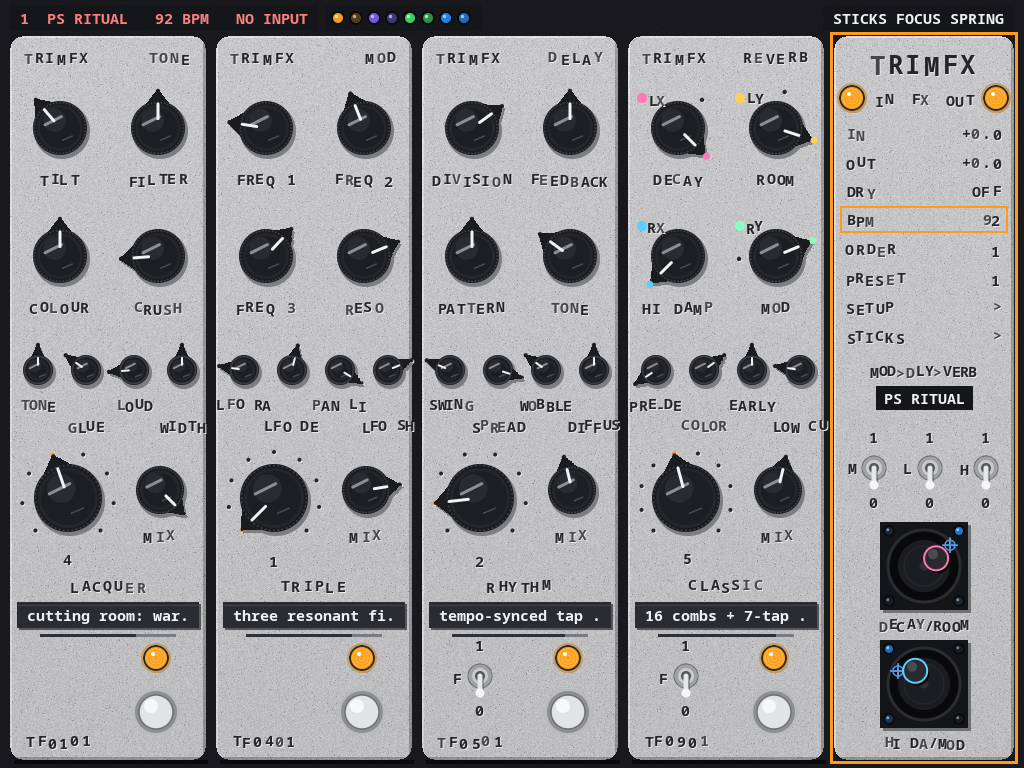 1 PS RITUAL 92 BPM NO INPUT
STICKS FOCUS SPRING
TRIMFX TONE
TILT FILTER
COLOUR CRUSH
TONE LOUD
GLUE WIDTH
MIX
4
LACQUER
cutting room: war.
TF0101
TRIMFX MOD
FREQ 1 FREQ 2
FREQ 3 RESO
LFO RA PAN LI
LFO DE LFO SH
MIX
1
TRIPLE
three resonant fi.
TF0401
TRIMFX DELAY
DIVISION FEEDBACK
PATTERN TONE
SWING WOBBLE
SPREAD DIFFUS
MIX
2
RHYTHM
tempo-synced tap .
1
F
0
TF0501
TRIMFX REVERB
LX LY
DECAY ROOM
RX RY
HI DAMP MOD
PRE-DE EARLY
COLOR LOW CU
MIX
5
CLASSIC
16 combs + 7-tap .
1
F
0
TF0901
TRIMFX
IN FX OUT
IN +0.0
OUT +0.0
DRY OFF
BPM 92
ORDER 1
PRESET 1
SETUP >
STICKS >
MOD>DLY>VERB
PS RITUAL
1 1 1
M L H
0 0 0
DECAY/ROOM
HI DA/MOD